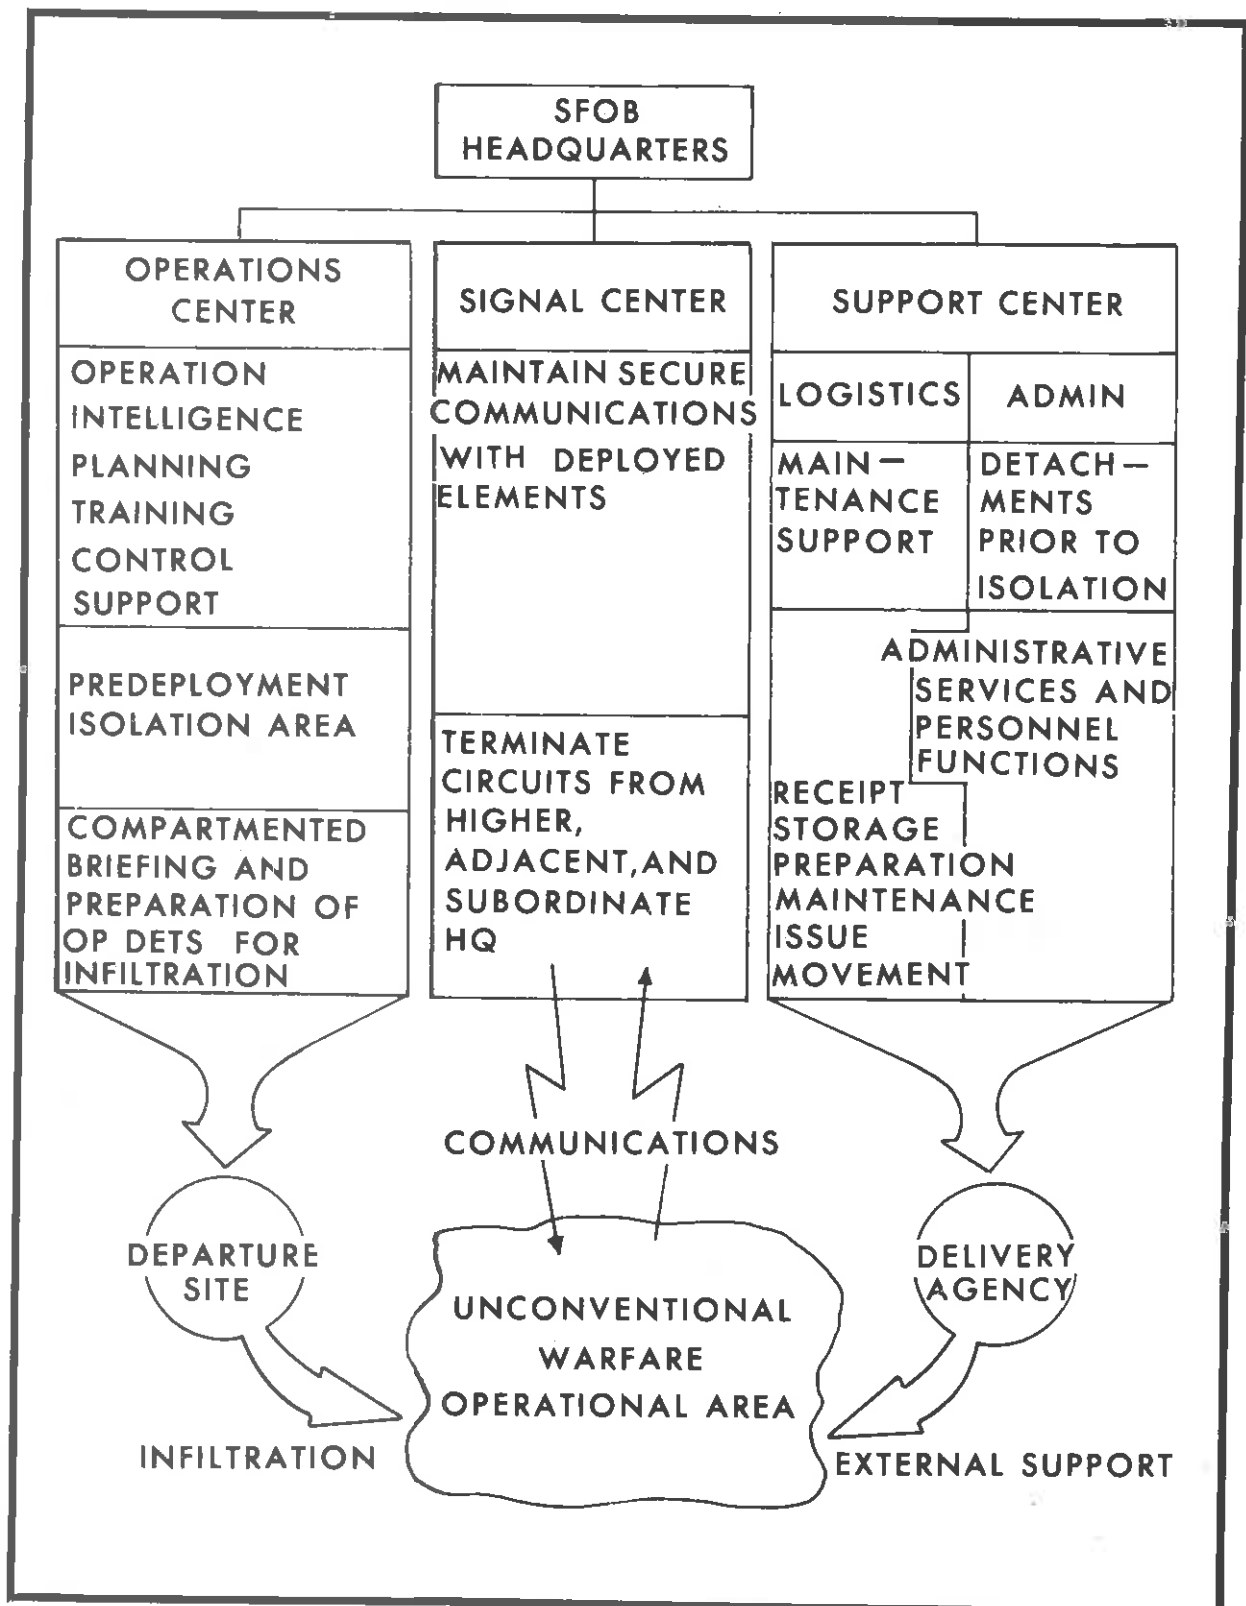 SFOB
HEADQUARTERS
OPERATIONS
CENTER
OPERATION
INTELLIGENCE
PLANNING
TRAINING
CONTROL
SUPPORT
PREDEPLOYMENT
ISOLATION AREA
COMPARTMENTED
BRIEFING AND
PREPARATION OF
OP DETS FOR
INFILTRATION
SIGNAL CENTER
MAINTAIN SECURE
COMMUNICATIONS
WITH DEPLOYED
ELEMENTS
TERMINATE
CIRCUITS FROM
HIGHER,
ADJACENT, AND
SUBORDINATE
HQ
SUPPORT CENTER
LOGISTICS
MAIN—
TENANCE
SUPPORT
ADMIN
DETACH—
MENTS
PRIOR TO
ISOLATION
ADMINISTRATIVE
SERVICES AND
PERSONNEL
FUNCTIONS
RECEIPT
STORAGE
PREPARATION
MAINTENANCE
ISSUE
MOVEMENT
COMMUNICATIONS
DEPARTURE
SITE
DELIVERY
AGENCY
UNCONVENTIONAL
WARFARE
OPERATIONAL AREA
INFILTRATION
EXTERNAL SUPPORT